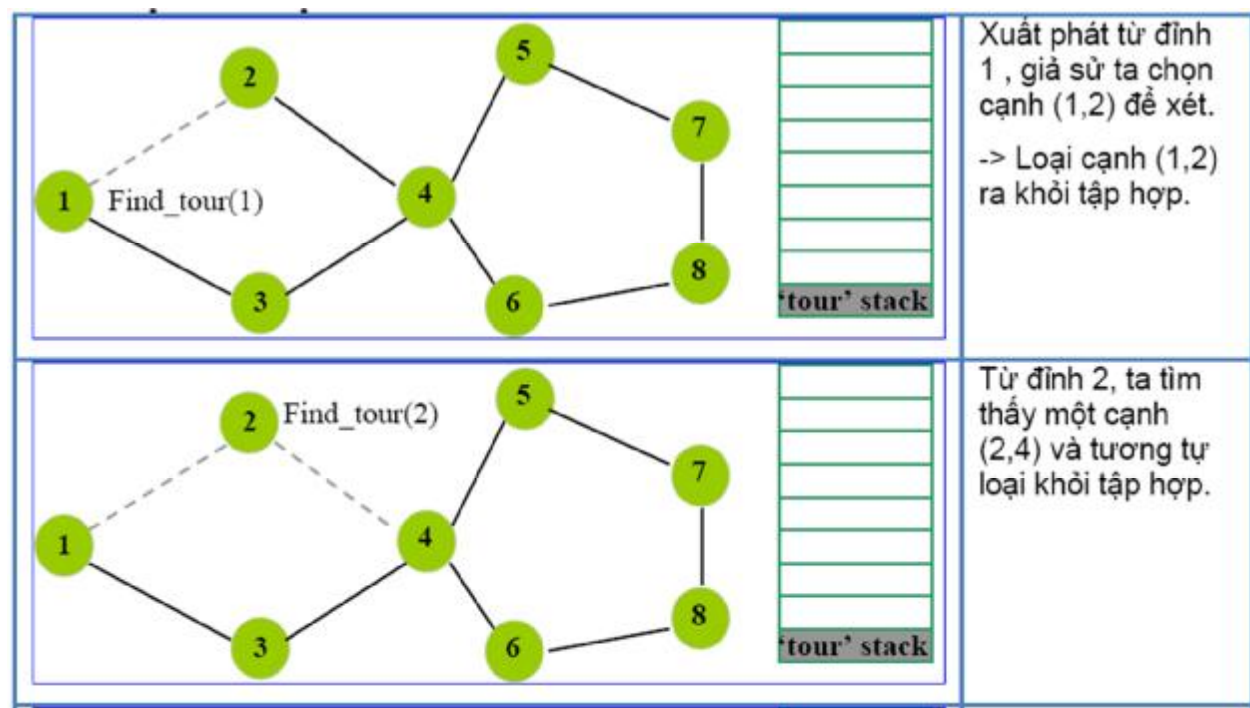 2
5
7
1
Find_tour(1)
4
3
6
8
'tour' stack
Xuất phát từ đỉnh
1 , giả sử ta chọn
cạnh (1,2) để xét.
-> Loại cạnh (1,2)
ra khỏi tập hợp.
2
Find_tour(2)
5
7
1
4
3
6
8
'tour' stack
Từ đỉnh 2, ta tìm
thấy một cạnh
(2,4) và tương tự
loại khỏi tập hợp.